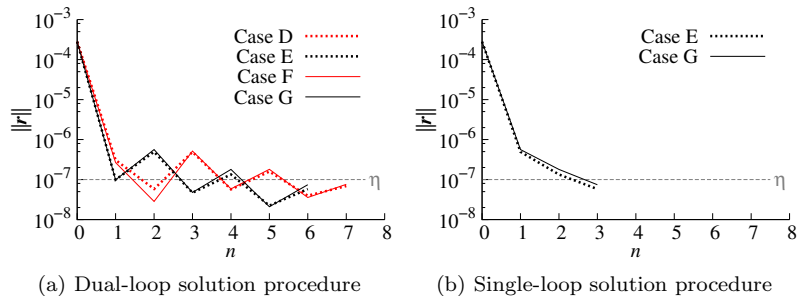 10⁻³
10⁻⁴
10⁻⁵
10⁻⁶
10⁻⁷
10⁻⁸
||r||
Case D
Case E
Case F
Case G
η
0 1 2 3 4 5 6 7 8
n
(a) Dual-loop solution procedure
10⁻³
10⁻⁴
10⁻⁵
10⁻⁶
10⁻⁷
10⁻⁸
||r||
Case E
Case G
η
0 1 2 3 4 5 6 7 8
n
(b) Single-loop solution procedure